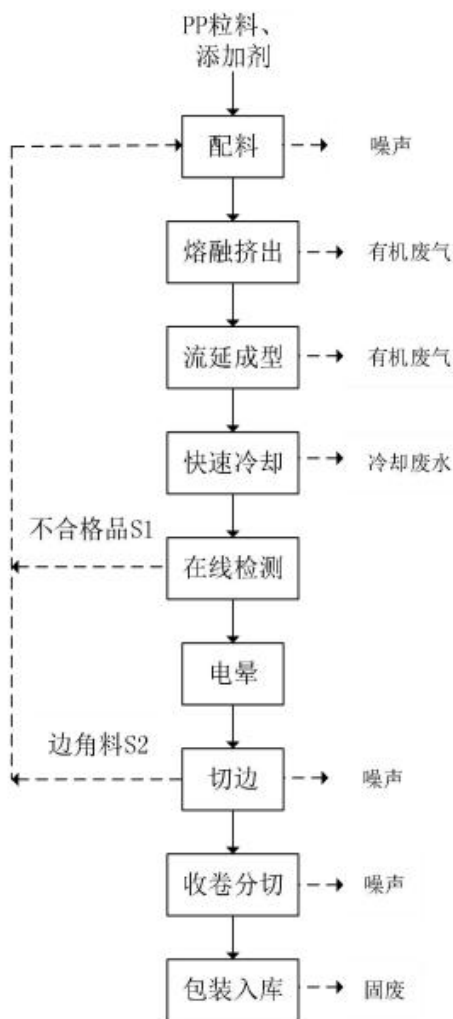 PP粒料、
添加剂
配料
噪声
熔融挤出
有机废气
流延成型
有机废气
快速冷却
冷却废水
不合格品S1
在线检测
电晕
边角料S2
切边
噪声
收卷分切
噪声
包装入库
固废